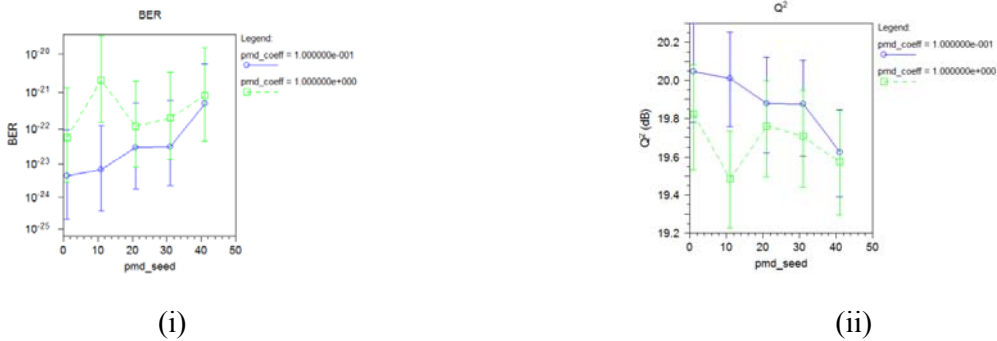 BER
Legend:
pmd_coeff = 1.000000e-001
pmd_coeff = 1.000000e+000
BER
10^-20
10^-21
10^-22
10^-23
10^-24
10^-25
0 10 20 30 40 50
pmd_seed
(i)
Q^2
Legend:
pmd_coeff = 1.000000e-001
pmd_coeff = 1.000000e+000
Q^2 (dB)
20.2
20.0
19.8
19.6
19.4
19.2
0 10 20 30 40 50
pmd_seed
(ii)